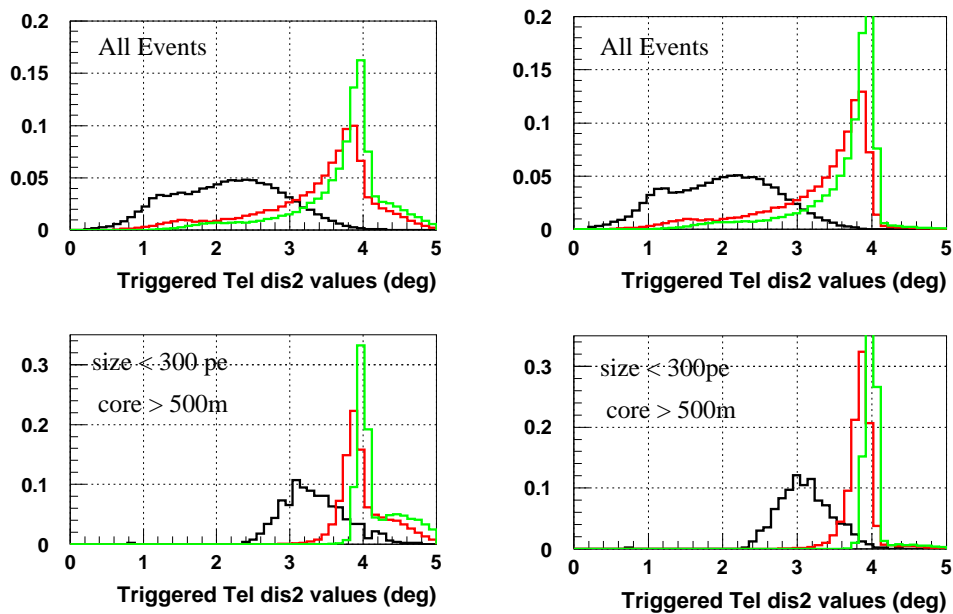 0.2
All Events
0.15
0.1
0.05
0
0 1 2 3 4 5
Triggered Tel dis2 values (deg)
0.2
All Events
0.15
0.1
0.05
0
0 1 2 3 4 5
Triggered Tel dis2 values (deg)
size < 300 pe
0.3
core > 500m
0.2
0.1
0
0 1 2 3 4 5
Triggered Tel dis2 values (deg)
size < 300pe
0.3
core > 500m
0.2
0.1
0
0 1 2 3 4 5
Triggered Tel dis2 values (deg)